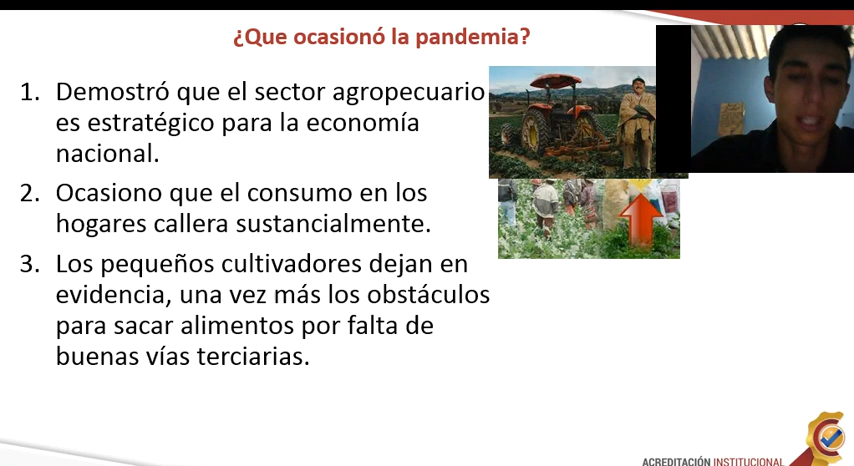 ¿Que ocasionó la pandemia?
1. Demostró que el sector agropecuario
es estratégico para la economía
nacional.
2. Ocasiono que el consumo en los
hogares callera sustancialmente.
3. Los pequeños cultivadores dejan en
evidencia, una vez más los obstáculos
para sacar alimentos por falta de
buenas vías terciarias.
ACREDITACIÓN INSTITUCIONAL